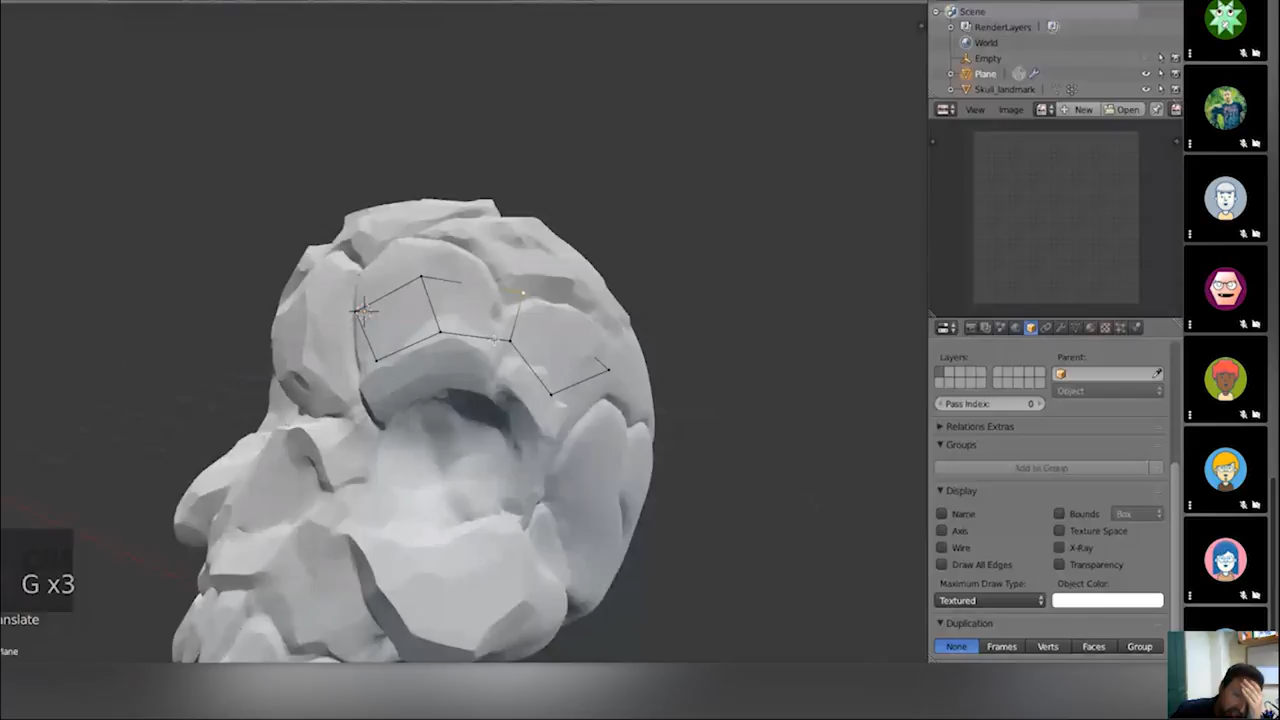 Scene
RenderLayers
World
Empty
Plane
Skull_landmark
View Image New Open
Layers: Parent:
Object
Pass Index: 0
Relations Extras
Groups
Add to Group
Display
Name Bounds Box
Axis Texture Space
Wire X-Ray
Draw All Edges Transparency
Maximum Draw Type: Object Color:
Textured
Duplication
None Frames Verts Faces Group
G x3
anslate
lane